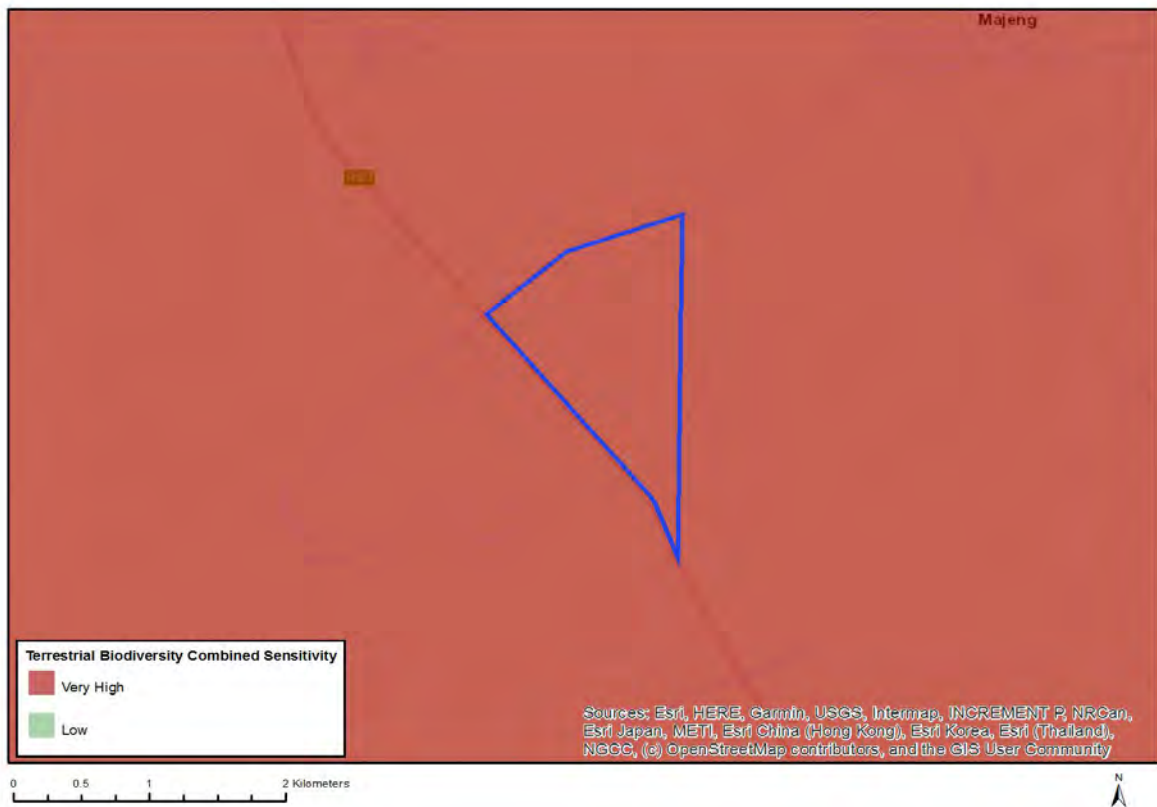 Majeng
Terrestrial Biodiversity Combined Sensitivity
Very High
Low
Sources: Esri, HERE, Garmin, USGS, Intermap, INCREMENT P, NRCan,
Esri Japan, METI, Esri China (Hong Kong), Esri Korea, Esri (Thailand),
NGCC, (c) OpenStreetMap contributors, and the GIS User Community
0 0.5 1 2 Kilometers
N